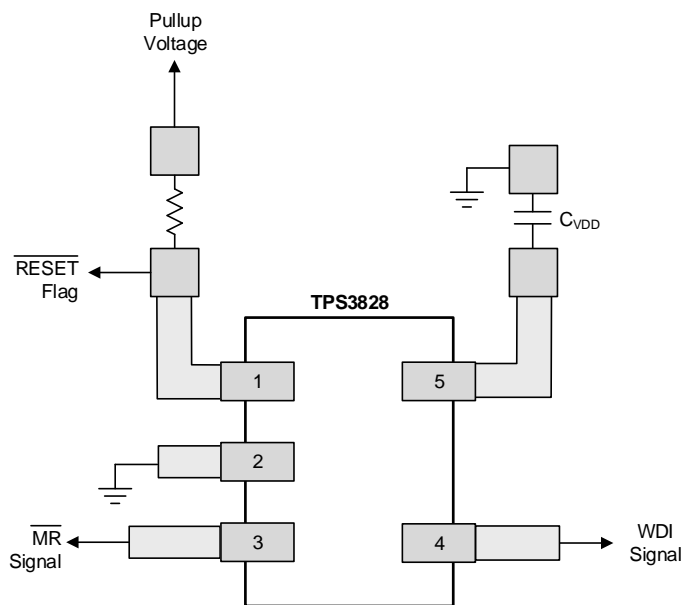 Pullup
Voltage
C_VDD
RESET
Flag
TPS3828
1
5
2
MR
Signal
3
4
WDI
Signal